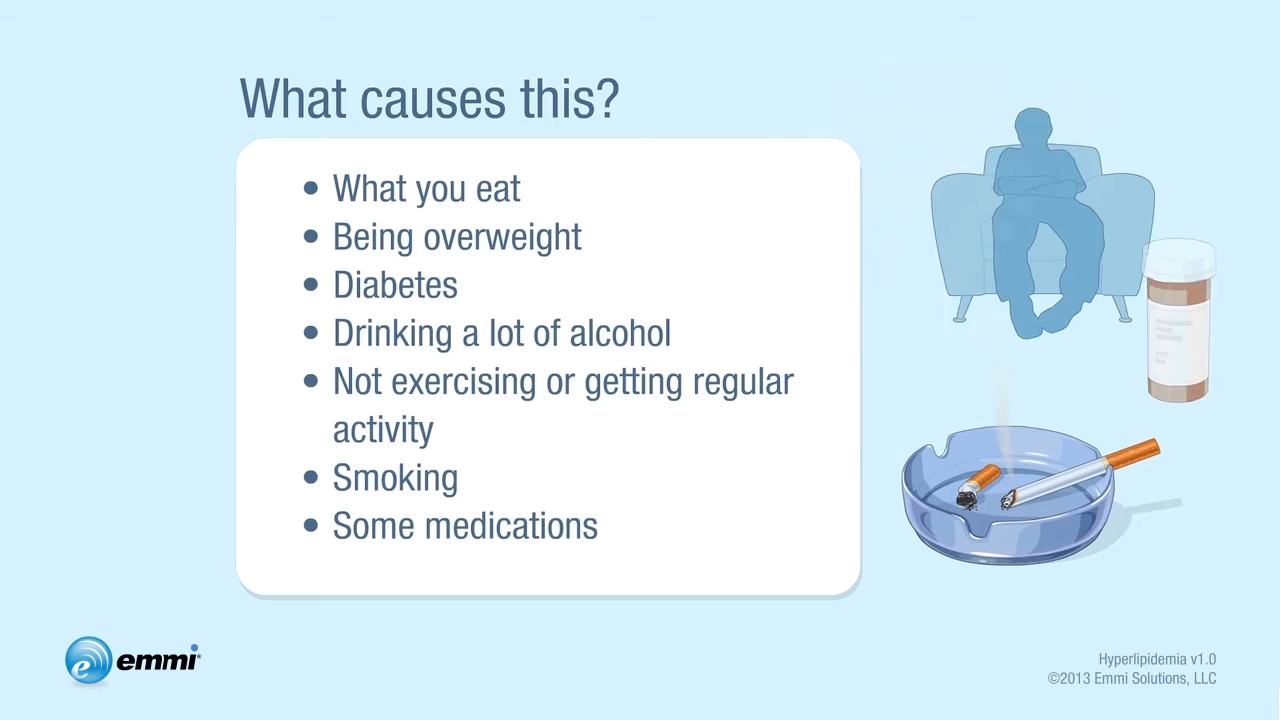 What causes this?
• What you eat
• Being overweight
• Diabetes
• Drinking a lot of alcohol
• Not exercising or getting regular
activity
• Smoking
• Some medications
emmi®
Hyperlipidemia v1.0
©2013 Emmi Solutions, LLC